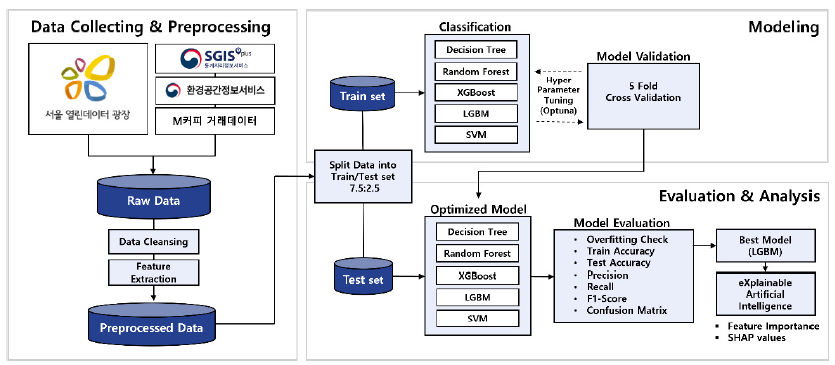 Data Collecting & Preprocessing
서울 열린데이터 광장
SGIS plus
통계지리정보서비스
환경공간정보서비스
M커피 거래데이터
Raw Data
Data Cleansing
Feature
Extraction
Preprocessed Data
Split Data into
Train/Test set
7.5:2.5
Train set
Test set
Modeling
Classification
Decision Tree
Random Forest
XGBoost
LGBM
SVM
Hyper
Parameter
Tuning
(Optuna)
Model Validation
5 Fold
Cross Validation
Evaluation & Analysis
Optimized Model
Decision Tree
Random Forest
XGBoost
LGBM
SVM
Model Evaluation
• Overfitting Check
• Train Accuracy
• Test Accuracy
• Precision
• Recall
• F1-Score
• Confusion Matrix
Best Model
(LGBM)
eXplainable
Artificial
Intelligence
• Feature Importance
• SHAP values